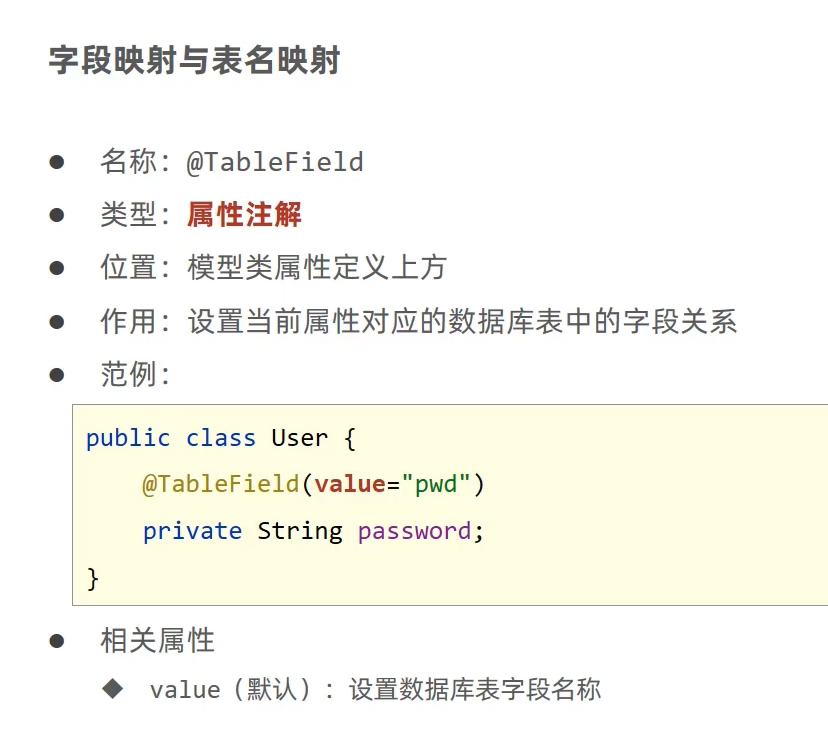 字段映射与表名映射
● 名称：@TableField
● 类型：属性注解
● 位置：模型类属性定义上方
● 作用：设置当前属性对应的数据库表中的字段关系
● 范例：
public class User {
    @TableField(value="pwd")
    private String password;
}
● 相关属性
◆ value（默认）：设置数据库表字段名称